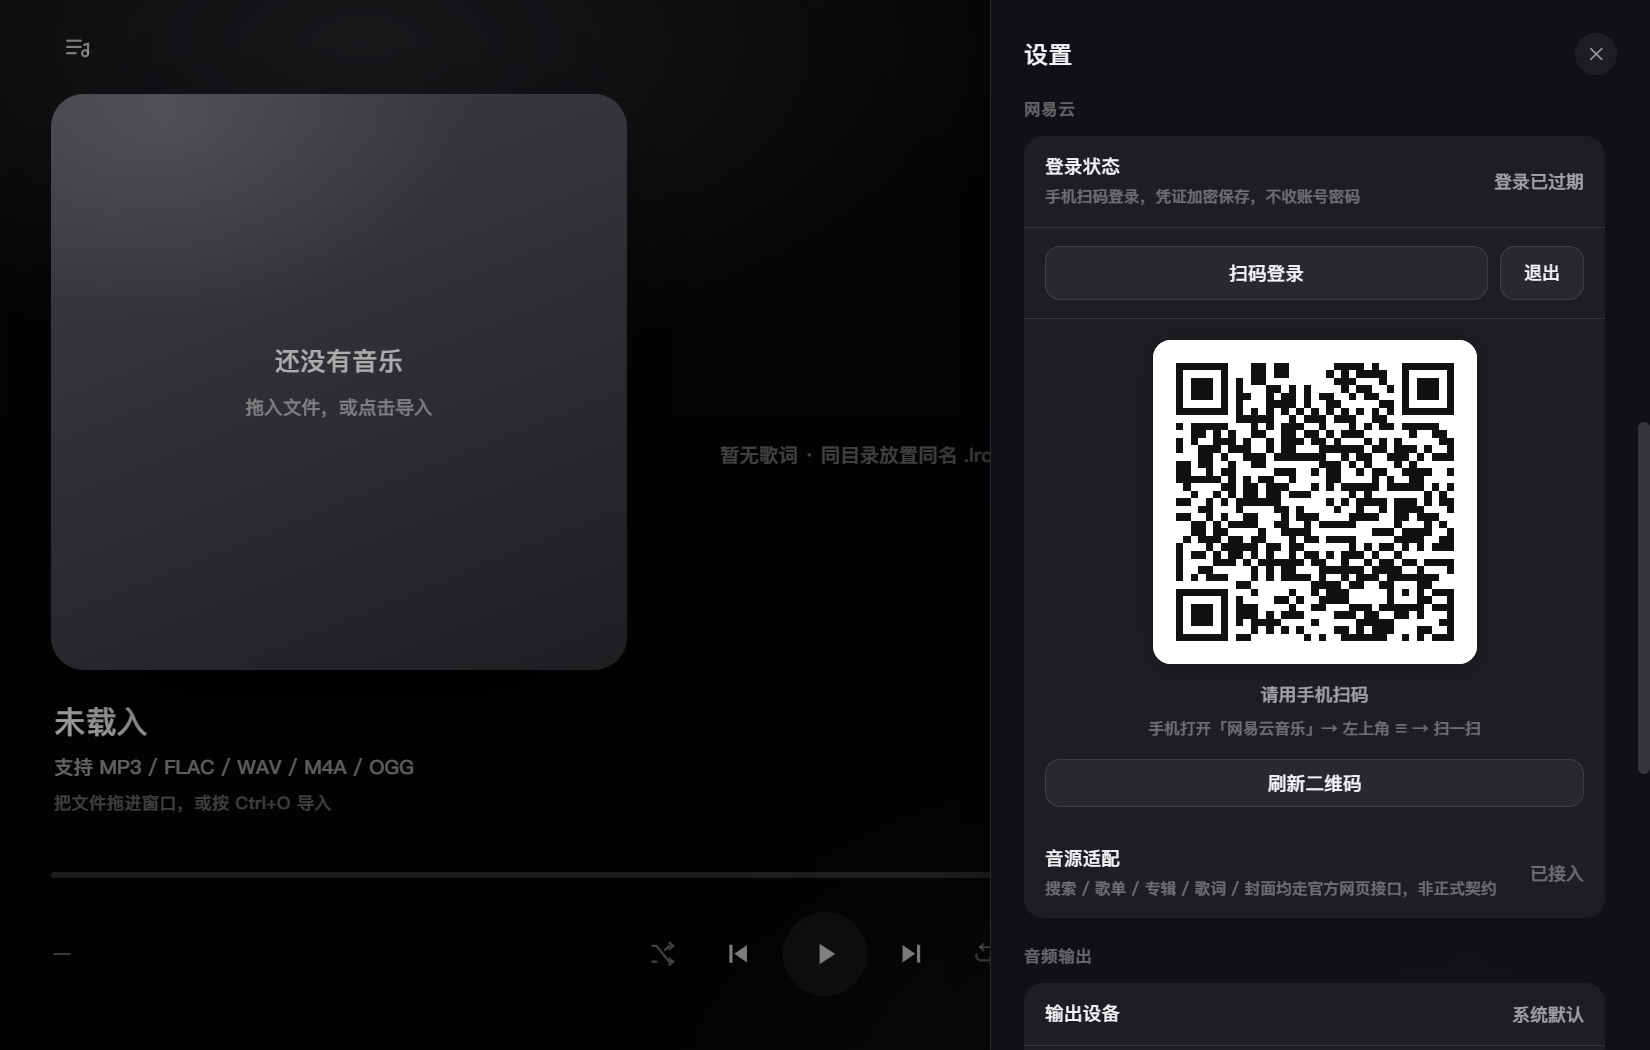 还没有音乐
拖入文件，或点击导入
未载入
支持 MP3 / FLAC / WAV / M4A / OGG
把文件拖进窗口，或按 Ctrl+O 导入
暂无歌词 · 同目录放置同名 .lrc
设置
网易云
登录状态
手机扫码登录，凭证加密保存，不收账号密码
登录已过期
扫码登录
退出
请用手机扫码
手机打开「网易云音乐」→ 左上角 ≡ → 扫一扫
刷新二维码
音源适配
搜索 / 歌单 / 专辑 / 歌词 / 封面均走官方网页接口，非正式契约
已接入
音频输出
输出设备
系统默认